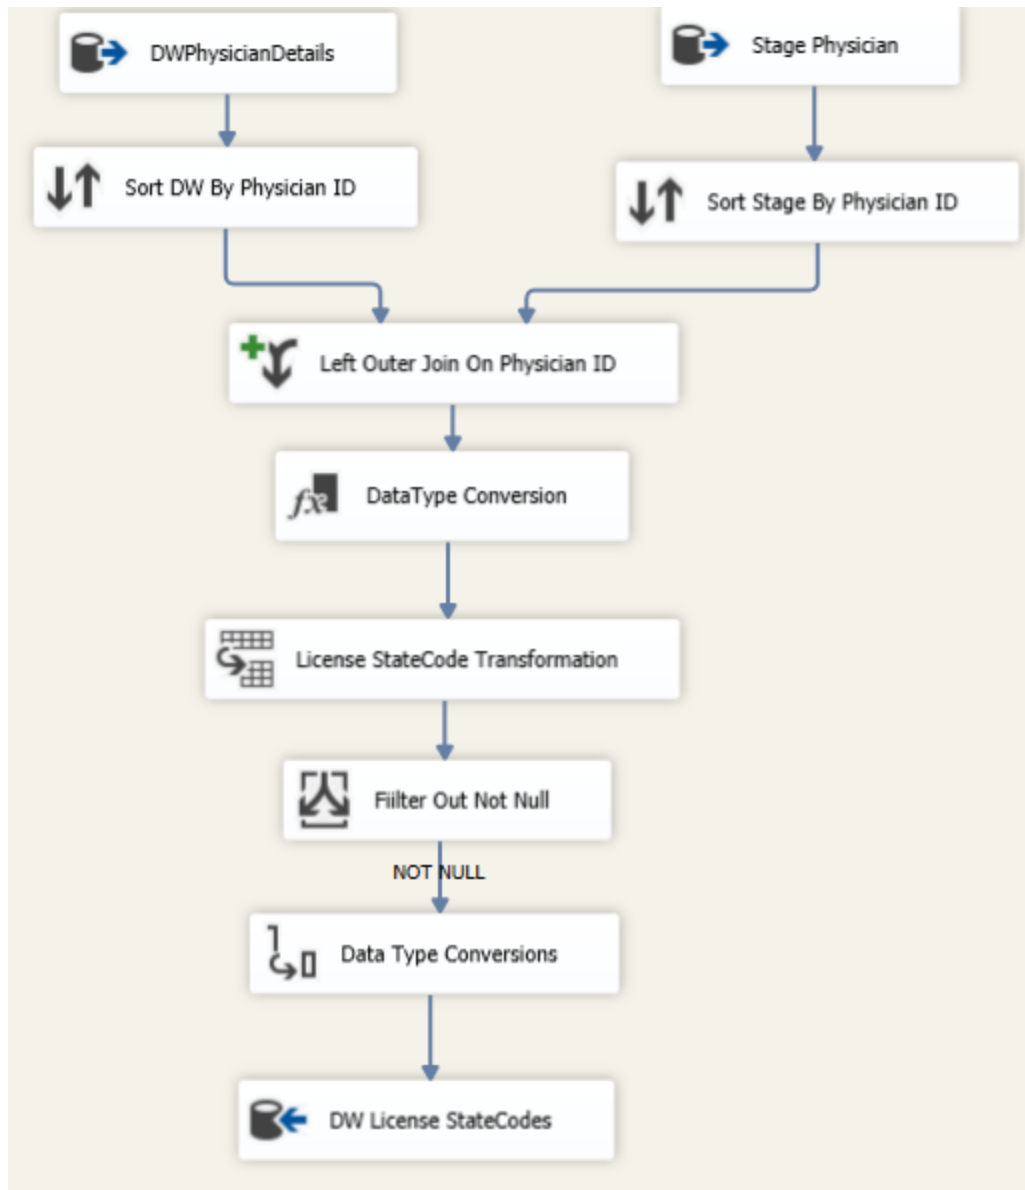 DWPhysicianDetails
Stage Physician
Sort DW By Physician ID
Sort Stage By Physician ID
Left Outer Join On Physician ID
DataType Conversion
License StateCode Transformation
Fiilter Out Not Null
NOT NULL
Data Type Conversions
DW License StateCodes